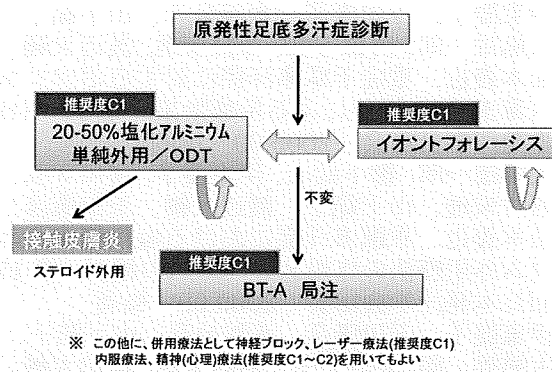 原発性足底多汗症診断
推奨度C1
20-50%塩化アルミニウム
単純外用／ODT
推奨度C1
イオントフォレーシス
不変
接触皮膚炎
ステロイド外用
推奨度C1
BT-A 局注
※ この他に、併用療法として神経ブロック、レーザー療法(推奨度C1)
内服療法、精神(心理)療法(推奨度C1～C2)を用いてもよい